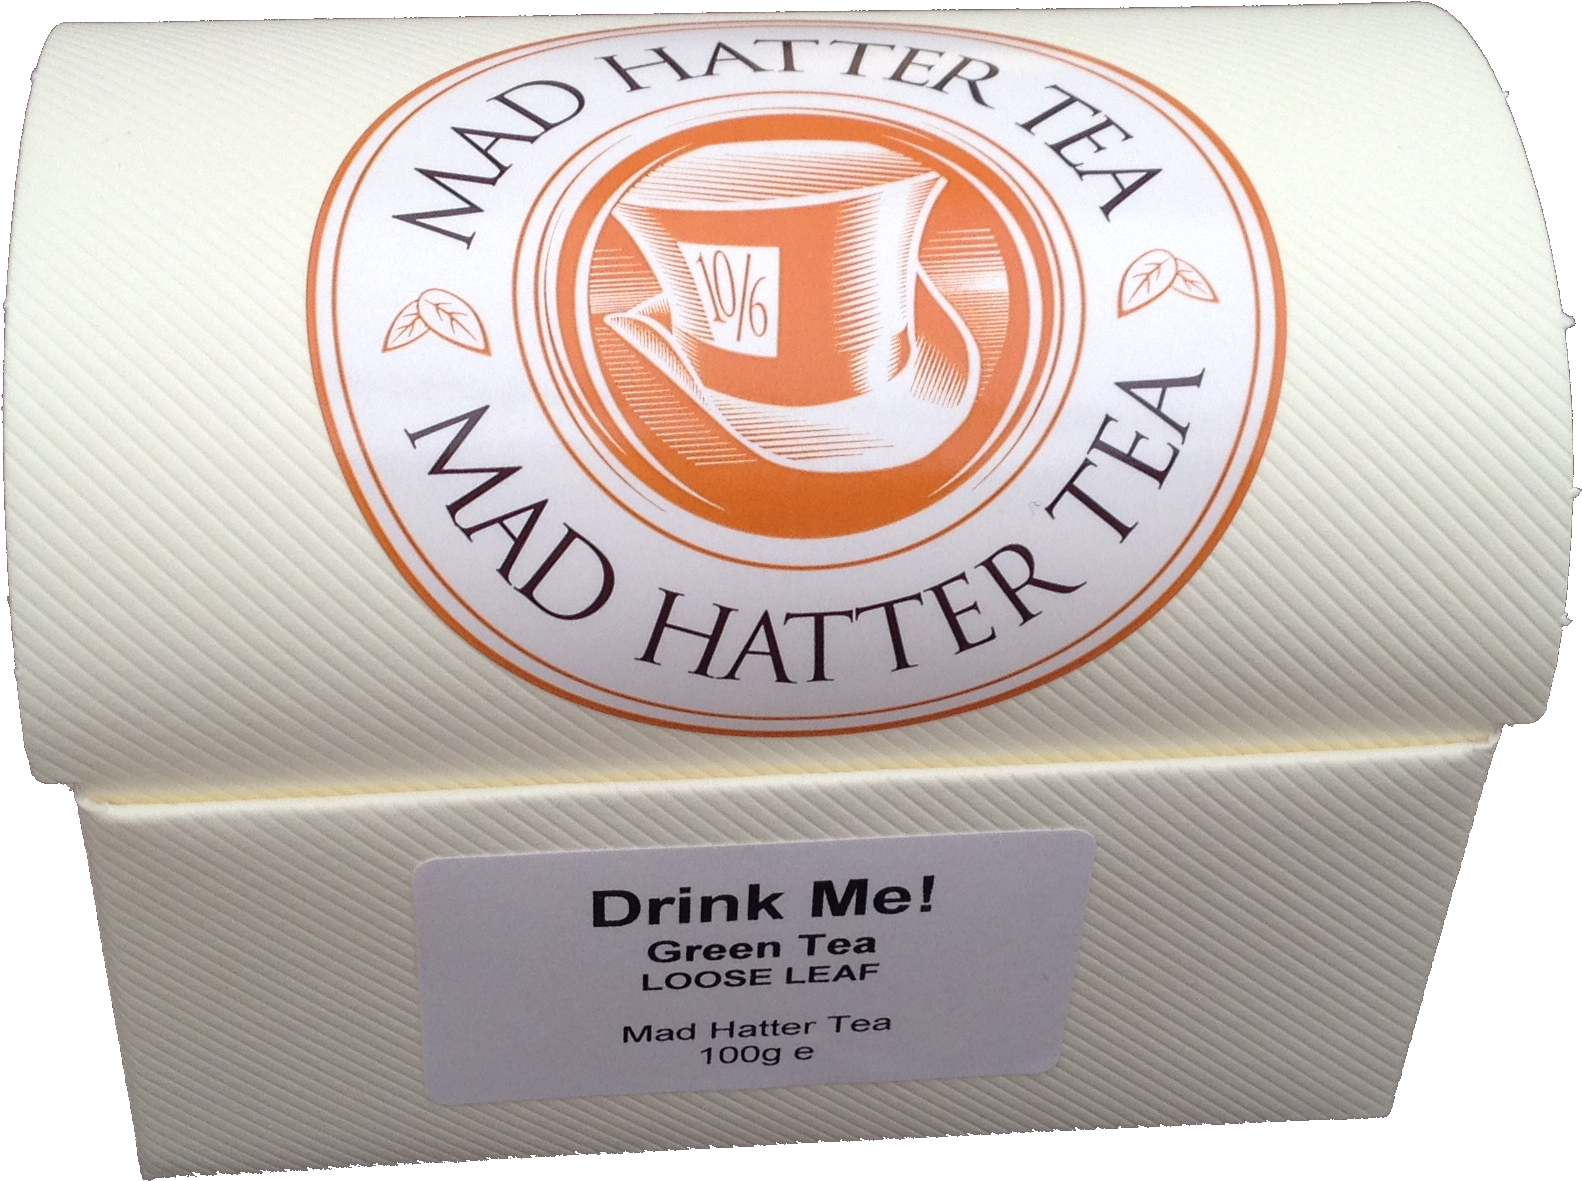 MAD HATTER TEA
10/6
MAD HATTER TEA
Drink Me!
Green Tea
LOOSE LEAF
Mad Hatter Tea
100g e